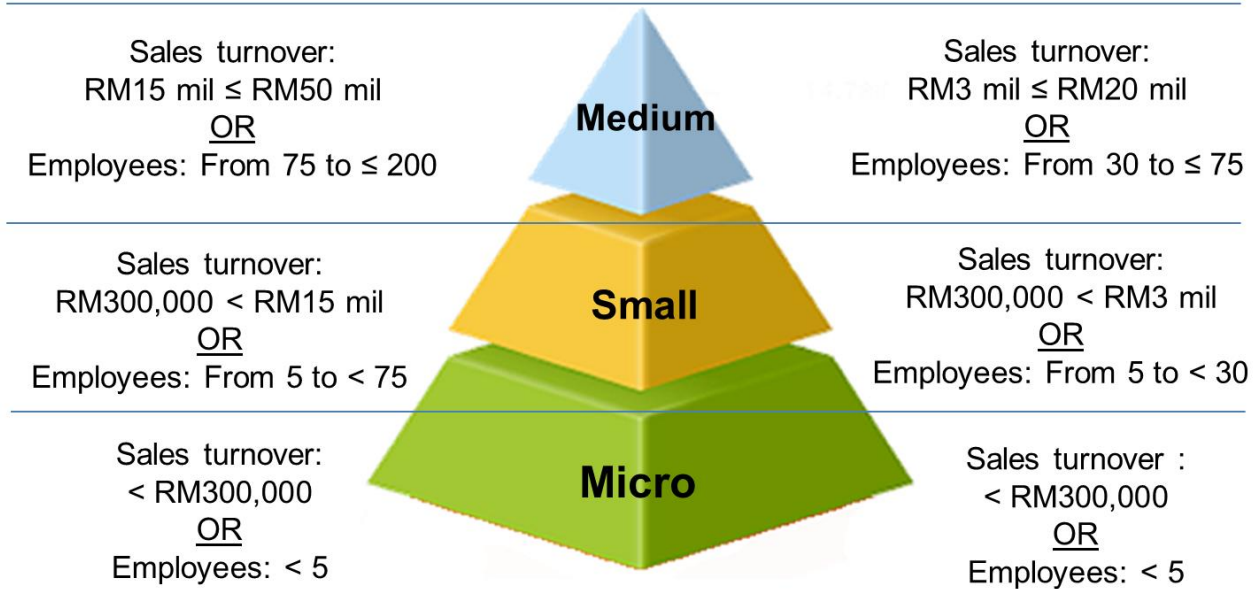 Sales turnover:
RM15 mil ≤ RM50 mil
OR
Employees: From 75 to ≤ 200
Medium
Sales turnover:
RM3 mil ≤ RM20 mil
OR
Employees: From 30 to ≤ 75
Sales turnover:
RM300,000 < RM15 mil
OR
Employees: From 5 to < 75
Small
Sales turnover:
RM300,000 < RM3 mil
OR
Employees: From 5 to < 30
Sales turnover:
< RM300,000
OR
Employees: < 5
Micro
Sales turnover :
< RM300,000
OR
Employees: < 5